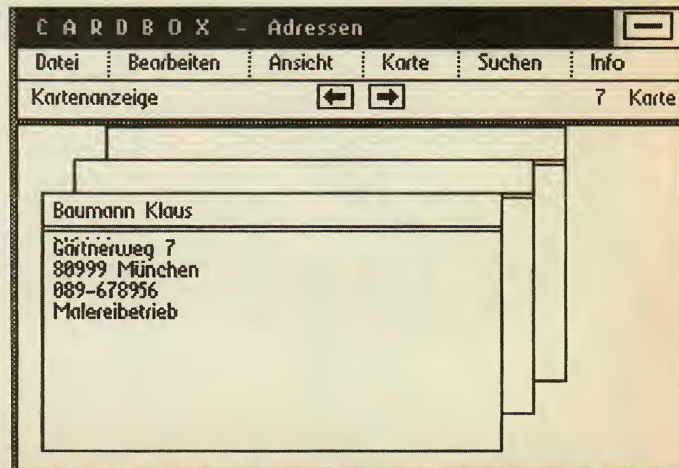 C A R D B O X - Adressen
Datei Bearbeiten Ansicht Karte Suchen Info
Kartenanzeige 7 Karte
Baumann Klaus
Gärtnerweg 7
80999 München
089-678956
Malereibetrieb